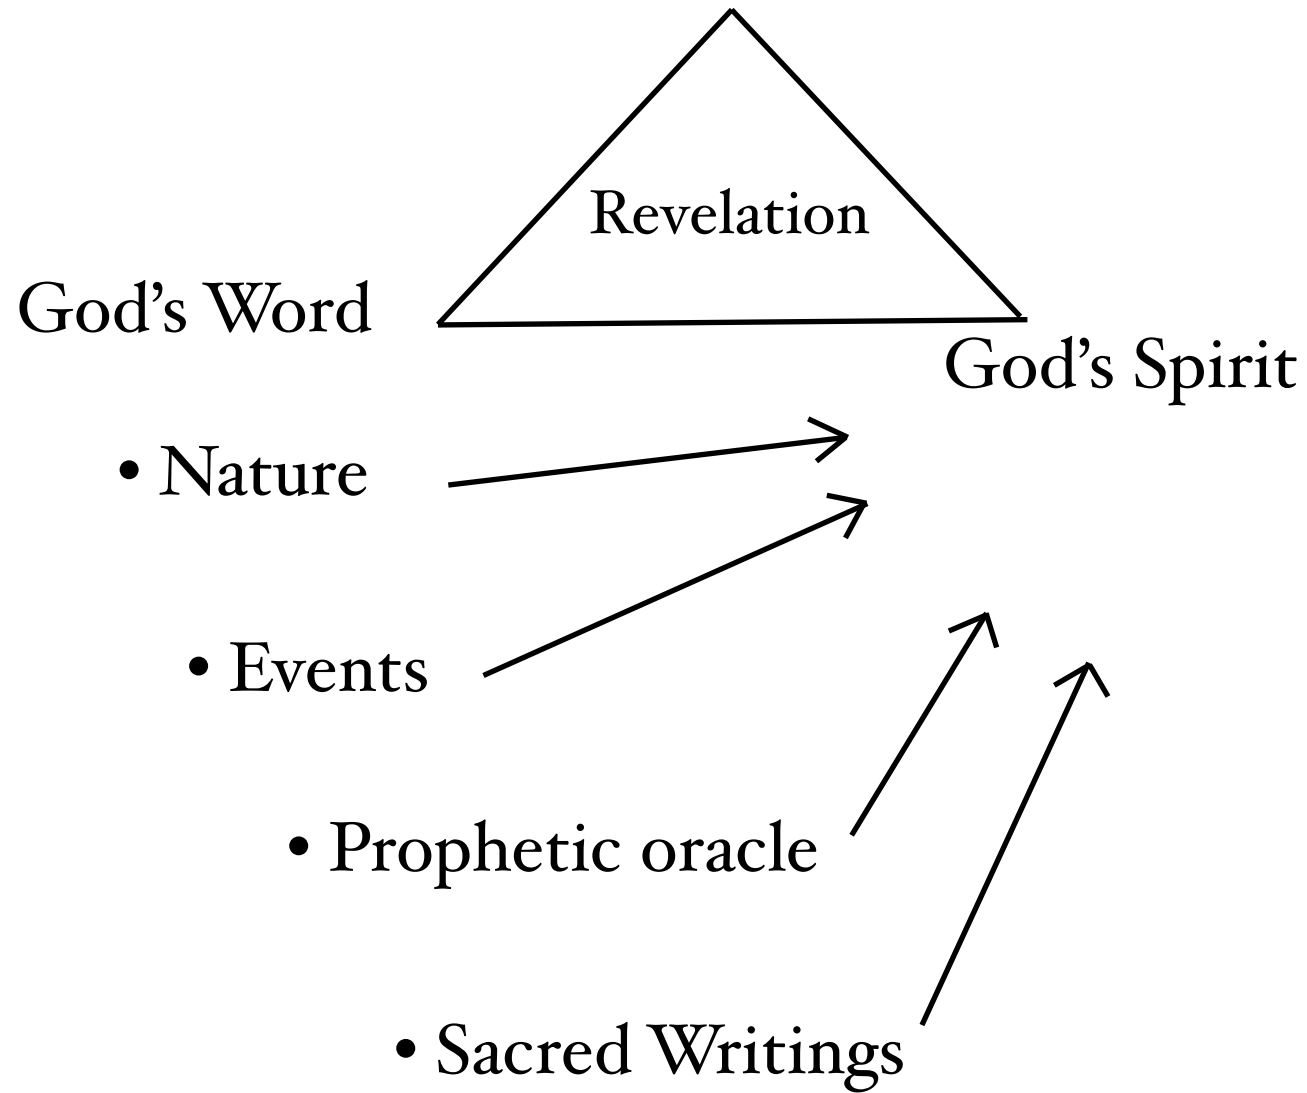 Revelation
God’s Word
God’s Spirit
• Nature
• Events
• Prophetic oracle
• Sacred Writings